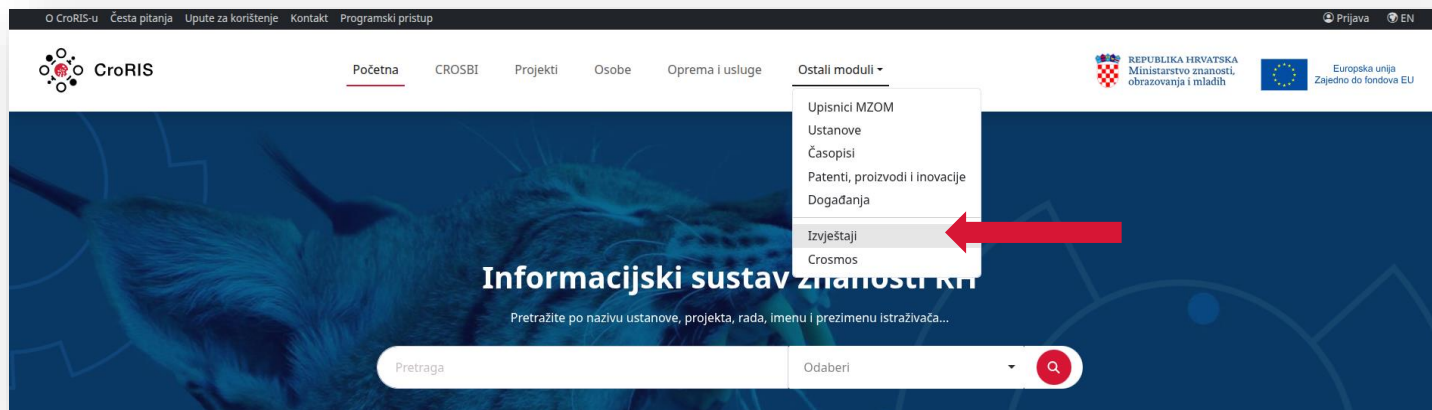 O CroRIS-u Česta pitanja Upute za korištenje Kontakt Programski pristup Prijava EN
CroRIS
Početna CROSBI Projekti Osobe Oprema i usluge Ostali moduli
REPUBLIKA HRVATSKA
Ministarstvo znanosti,
obrazovanja i mladih
Europska unija
Zajedno do fondova EU
Upisnici MZOM
Ustanove
Časopisi
Patenti, proizvodi i inovacije
Događanja
Izvještaji
Crosmos
Informacijski sustav znanosti RH
Pretražite po nazivu ustanove, projekta, rada, imenu i prezimenu istraživača...
Pretraga Odaberi